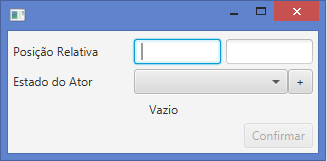 Posição Relativa
Estado do Ator +
Vazio
Confirmar